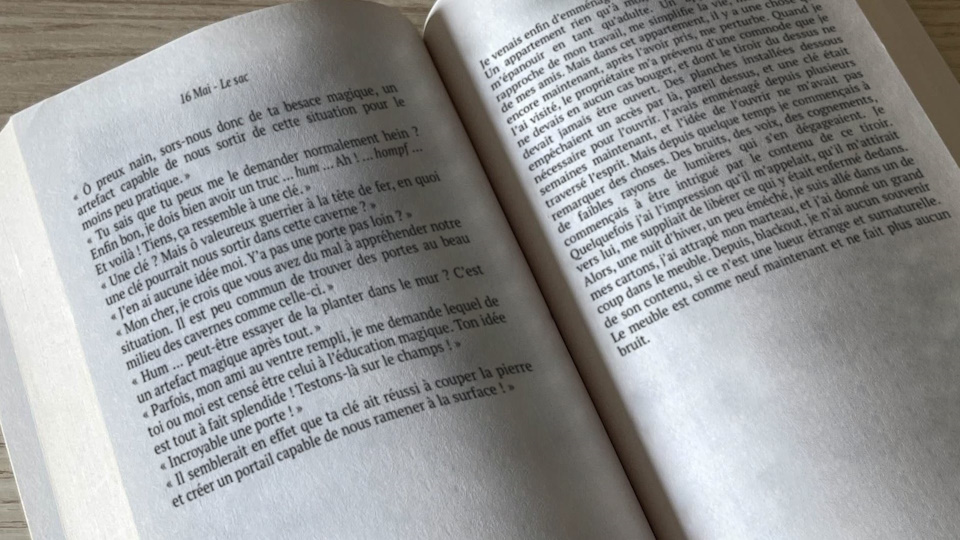 16 Mai - Le sac
« Ô preux nain, sors-nous donc de ta besace magique, un
artefact capable de nous sortir de cette situation pour le
moins peu pratique. »
« Tu sais que tu peux me le demander normalement hein ?
Enfin bon, je dois bien avoir un truc ... hum ... Ah ! ... hompf ...
Et voilà ! Tiens, ça ressemble à une clé. »
« Une clé ? Mais ô valeureux guerrier à la tête de fer, en quoi
une clé pourrait nous sortir dans cette caverne ? »
« J'en ai aucune idée moi. Y'a pas une porte pas loin ? »
« Mon cher, je crois que vous avez du mal à appréhender notre
situation. Il est peu commun de trouver des portes au beau
milieu des cavernes comme celle-ci. »
« Hum ... peut-être essayer de la planter dans le mur ? C'est
un artefact magique après tout. »
« Parfois, mon ami au ventre rempli, je me demande lequel de
toi ou moi est censé être celui à l'éducation magique. Ton idée
est tout à fait splendide ! Testons-là sur le champs ! »
« Incroyable une porte ! »
« Il semblerait en effet que ta clé ait réussi à couper la pierre
et créer un portail capable de nous ramener à la surface ! »
Je venais enfin d'emménag
Un appartement rien qu'à mo
m'épanouir en tant qu'adulte. Un
rapproche de mon travail, me simplifie la vie,
de mes amis. Mais dans cet appartement, il y a une chose q
encore maintenant, après l'avoir pris, me perturbe. Quand je
l'ai visité, le propriétaire m'a prévenu d'une commode que je
ne devais en aucun cas bouger, et dont le tiroir du dessus ne
devait jamais être ouvert. Des planches installées dessous
empêchaient un accès par là, pareil dessus, et une clé était
nécessaire pour l'ouvrir. J'avais emménagé depuis plusieurs
semaines maintenant, et l'idée de l'ouvrir ne m'avait pas
traversé l'esprit. Mais depuis quelque temps je commençais à
remarquer des choses. Des bruits, des voix, des cognements,
de faibles rayons de lumières qui s'en dégageaient. Je
commençais à être intrigué par le contenu de ce tiroir.
Quelquefois j'ai l'impression qu'il m'appelait, qu'il m'attirait
vers lui, me suppliait de libérer ce qui y était enfermé dedans.
Alors, une nuit d'hiver, un peu éméché, je suis allé dans un de
mes cartons, j'ai attrapé mon marteau, et j'ai donné un grand
coup dans le meuble. Depuis, blackout, je n'ai aucun souvenir
de son contenu, si ce n'est une lueur étrange et surnaturelle.
Le meuble est comme neuf maintenant et ne fait plus aucun
bruit.